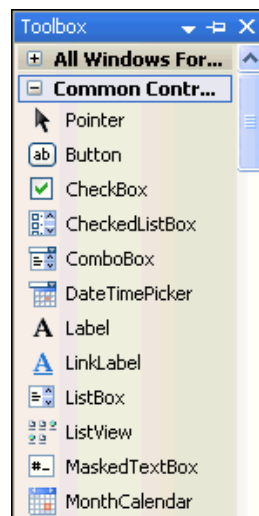 Toolbox
All Windows For...
Common Contr...
Pointer
ab Button
CheckBox
CheckedListBox
ComboBox
DateTimePicker
A Label
A LinkLabel
ListBox
ListView
#_ MaskedTextBox
MonthCalendar